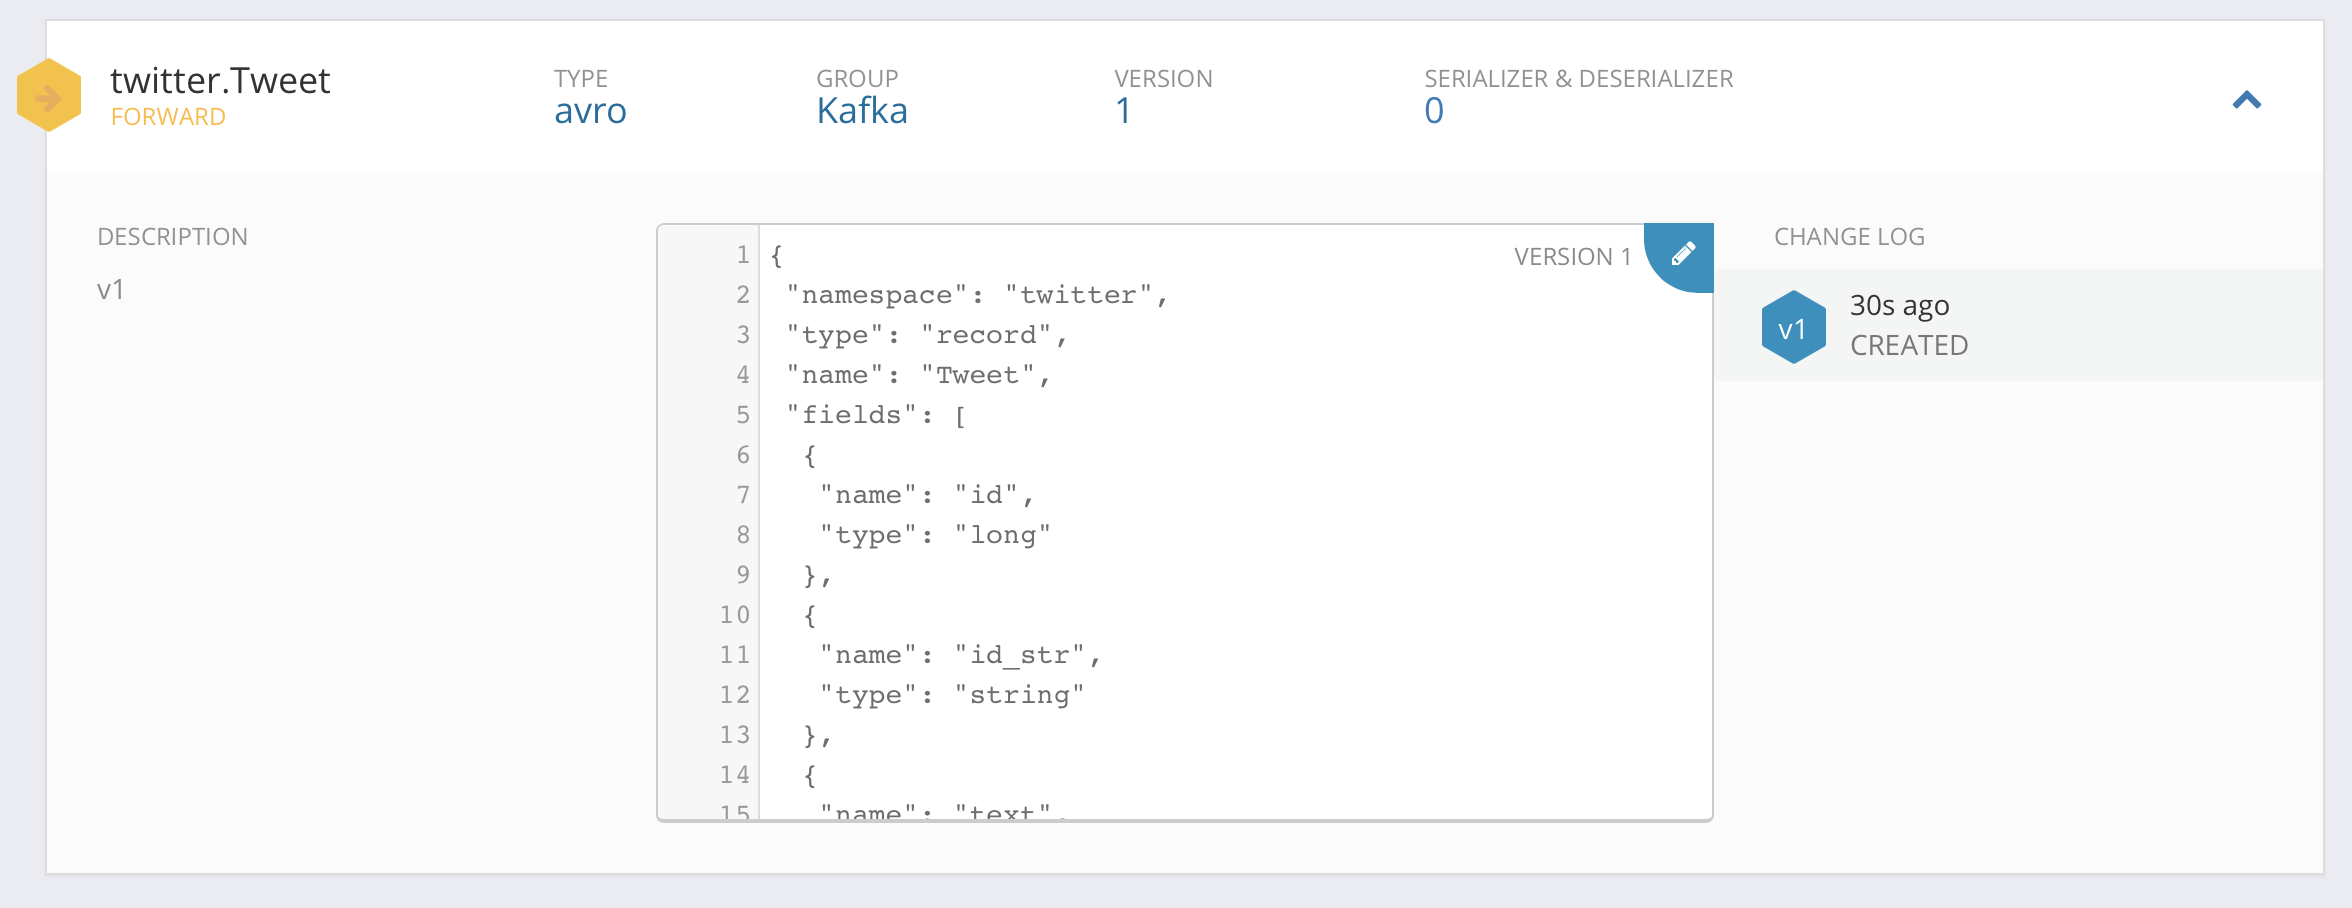 twitter.Tweet
FORWARD
TYPE
avro
GROUP
Kafka
VERSION
1
SERIALIZER & DESERIALIZER
0
DESCRIPTION
v1
VERSION 1
1 {
2 "namespace": "twitter",
3 "type": "record",
4 "name": "Tweet",
5 "fields": [
6 {
7 "name": "id",
8 "type": "long"
9 },
10 {
11 "name": "id_str",
12 "type": "string"
13 },
14 {
15 "name": "text",
CHANGE LOG
v1
30s ago
CREATED